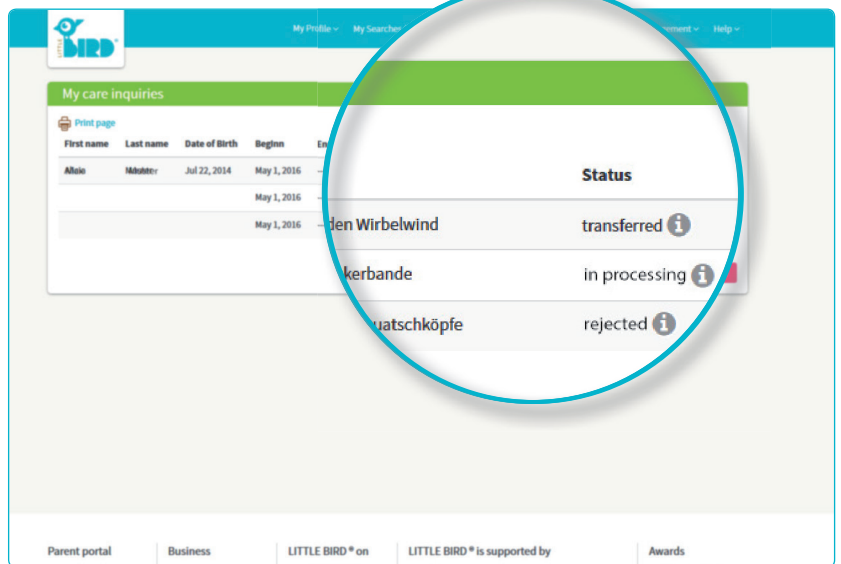 LITTLE BIRD®
My Profile My Searches ement Help
My care inquiries
Print page
First name Last name Date of Birth Beginn En
Jul 22, 2014 May 1, 2016 —
May 1, 2016 —
May 1, 2016 —
Status
den Wirbelwind transferred i
kerbande in processing i
uatschköpfe rejected i
Parent portal Business LITTLE BIRD® on LITTLE BIRD® is supported by Awards